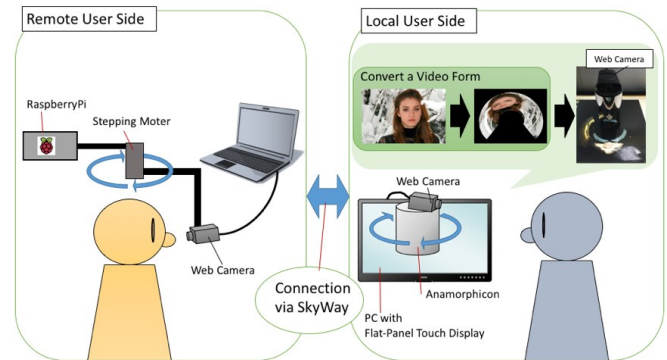 Remote User Side
RaspberryPi
Stepping Moter
Web Camera
Connection
via SkyWay
Local User Side
Convert a Video Form
Web Camera
Web Camera
Anamorphicon
PC with
Flat-Panel Touch Display